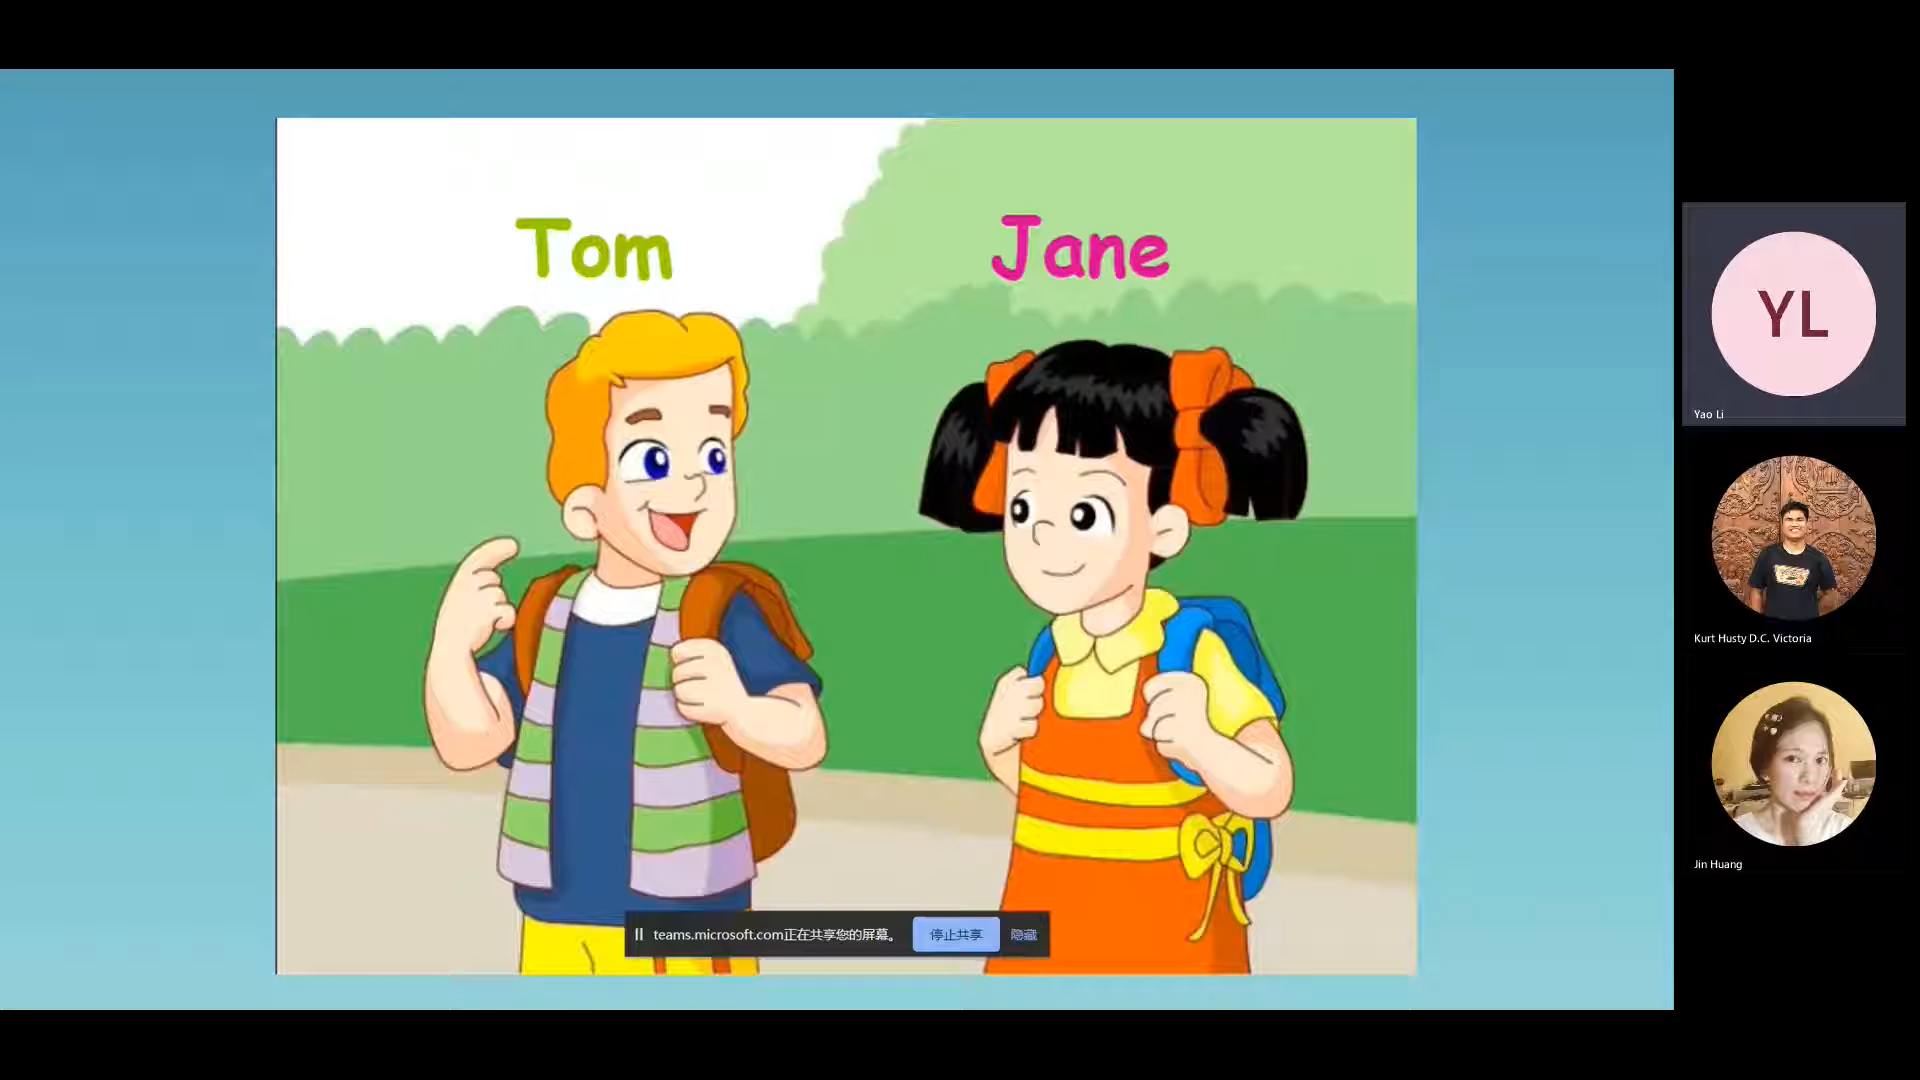 Tom
Jane
teams.microsoft.com正在共享您的屏幕。 停止共享 隐藏
YL
Yao Li
Kurt Husty D.C. Victoria
Jin Huang